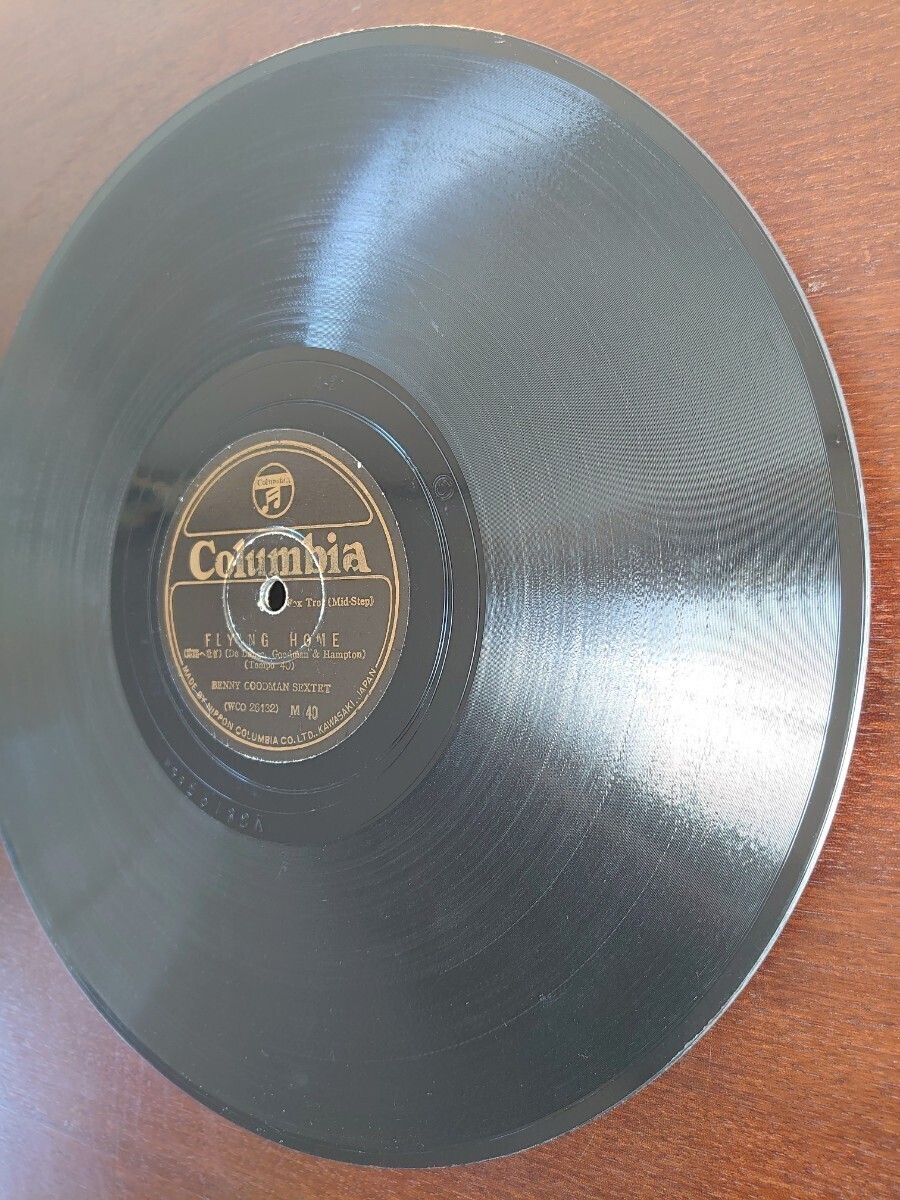 Columbia
Columbia
Fox Trot (Mid-Step)
FLYING HOME
(De Lange, Goodman & Hampton)
(Tempo 40)
BENNY GOODMAN SEXTET
(WCO 26132) M 40
MADE BY NIPPON COLUMBIA CO. LTD., KAWASAKI, JAPAN